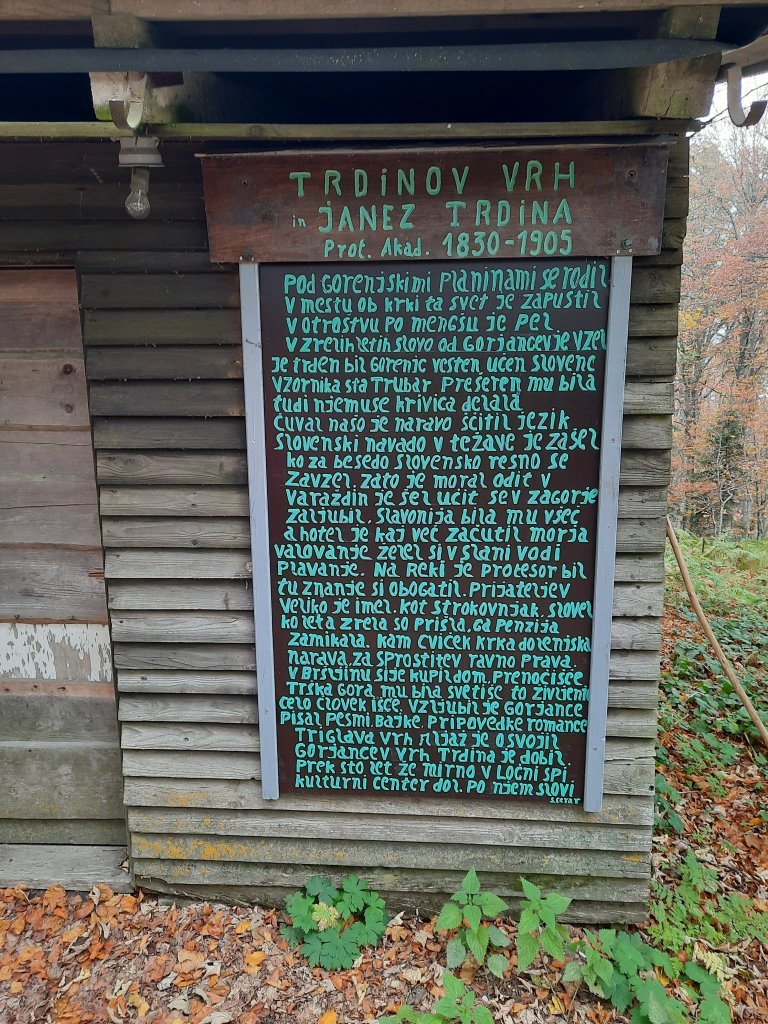 TRDINOV VRH
in JANEZ TRDINA
Prof. Akad. 1830-1905
POD GORENJSKIMI PLANINAMI SE RODIL
V MESTU OB KRKI TA SVET JE ZAPUSTIL
V OTROSTVU PO MENGŠU JE PEL
V ZRELIH LETIH SLOVO OD GORJANCEV JE VZEL
JE TRDEN BIL GORENJC VESTEN UČEN SLOVENC
VZORNIKA STA TRUBAR PREŠEREN MU BILA
TUDI NJEMU SE KRIVICA DELALA
ČUVAL NAŠO JE NARAVO ŠČITIL JEZIK
SLOVENSKI NAVADO V TEŽAVE JE ZAŠEL
KO ZA BESEDO SLOVENSKO RESNO SE
ZAVZEL. ZATO JE MORAL ODIT V
VARAŽDIN JE ŠEL UČIT SE V ZAGORJE
ZALJUBIL. SLAVONIJA BILA MU VŠEČ
A HOTEL JE KAJ VEČ ZAČUTIL MORJA
VALOVANJE ŽELEL SI V SLANI VODI
PLAVANJE. NA REKI JE PROFESOR BIL
TU ZNANJE SI OBOGATIL. PRIJATELJEV
VELIKO JE IMEL. KOT STROKOVNJAK. SLOVEL
KO LETA ZRELA SO PRIŠLA. GA PENZIJA
ZAMIKALA. KAM CVIČEK KRKA DOLENJSKA
NARAVA. ZA SPROSTITEV RAVNO PRAVA.
V BRŠLJINU SI JE KUPIL DOM. PRENOČIŠČE
TRŠKA GORA MU BILA SVETIŠČE TO ŽIVLJENJE
CELO ČLOVEK IŠČE. VZLJUBIL JE GORJANCE
PISAL PESMI. BAJKE. PRIPOVEDKE ROMANCE
TRIGLAVA VRH ALJAŽ JE OSVOJIL
GORJANCEV VRH TRDINA JE DOBIL.
PREK STO LET ŽE MIRNO V LOČNI SPI.
KULTURNI CENTER DOL. PO NJEM SLOVI